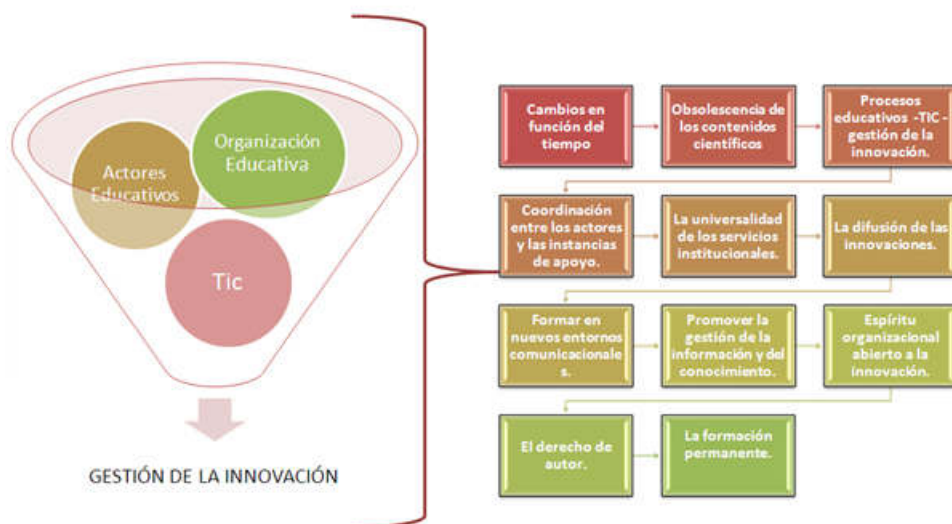 Organización
Educativa
Actores
Educativos
Tic
GESTIÓN DE LA INNOVACIÓN
Cambios en
función del
tiempo
Obsolescencia de
los contenidos
científicos
Procesos
educativos -TIC -
gestión de la
innovación.
Coordinación
entre los actores
y las instancias
de apoyo.
La universalidad
de los servicios
institucionales.
La difusión de las
innovaciones.
Formar en
nuevos entornos
comunicacionale
s.
Promover la
gestión de la
información y del
conocimiento.
Espíritu
organizacional
abierto a la
innovación.
El derecho de
autor.
La formación
permanente.